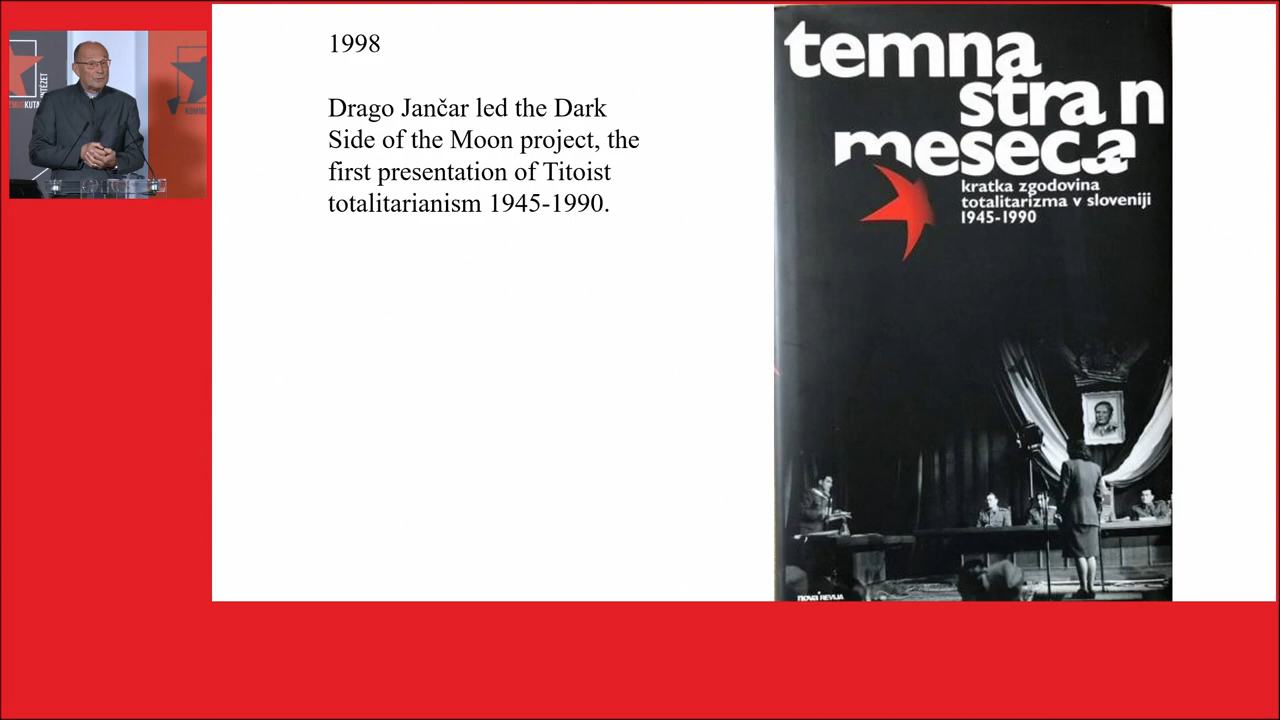 1998
Drago Jančar led the Dark
Side of the Moon project, the
first presentation of Titoist
totalitarianism 1945-1990.
temna
stran
meseca
kratka zgodovina
totalitarizma v sloveniji
1945-1990
nova REVIJA